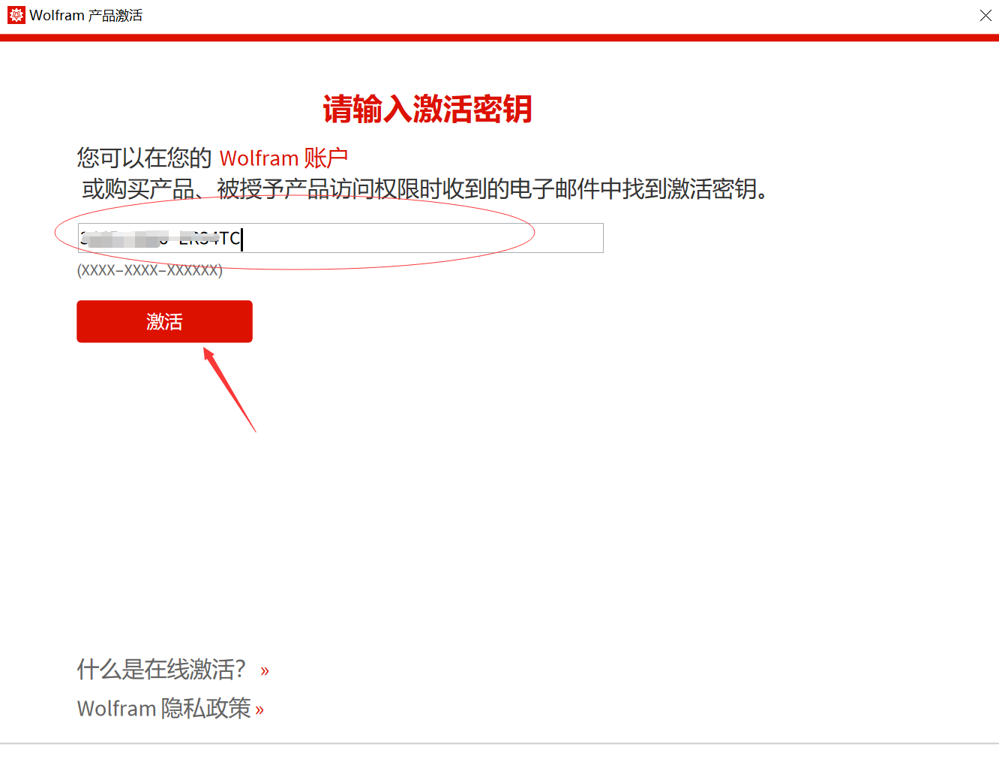 Wolfram 产品激活
请输入激活密钥
您可以在您的 Wolfram 账户
或购买产品、被授予产品访问权限时收到的电子邮件中找到激活密钥。
(XXXX-XXXX-XXXXXX)
激活
什么是在线激活？ »
Wolfram 隐私政策 »